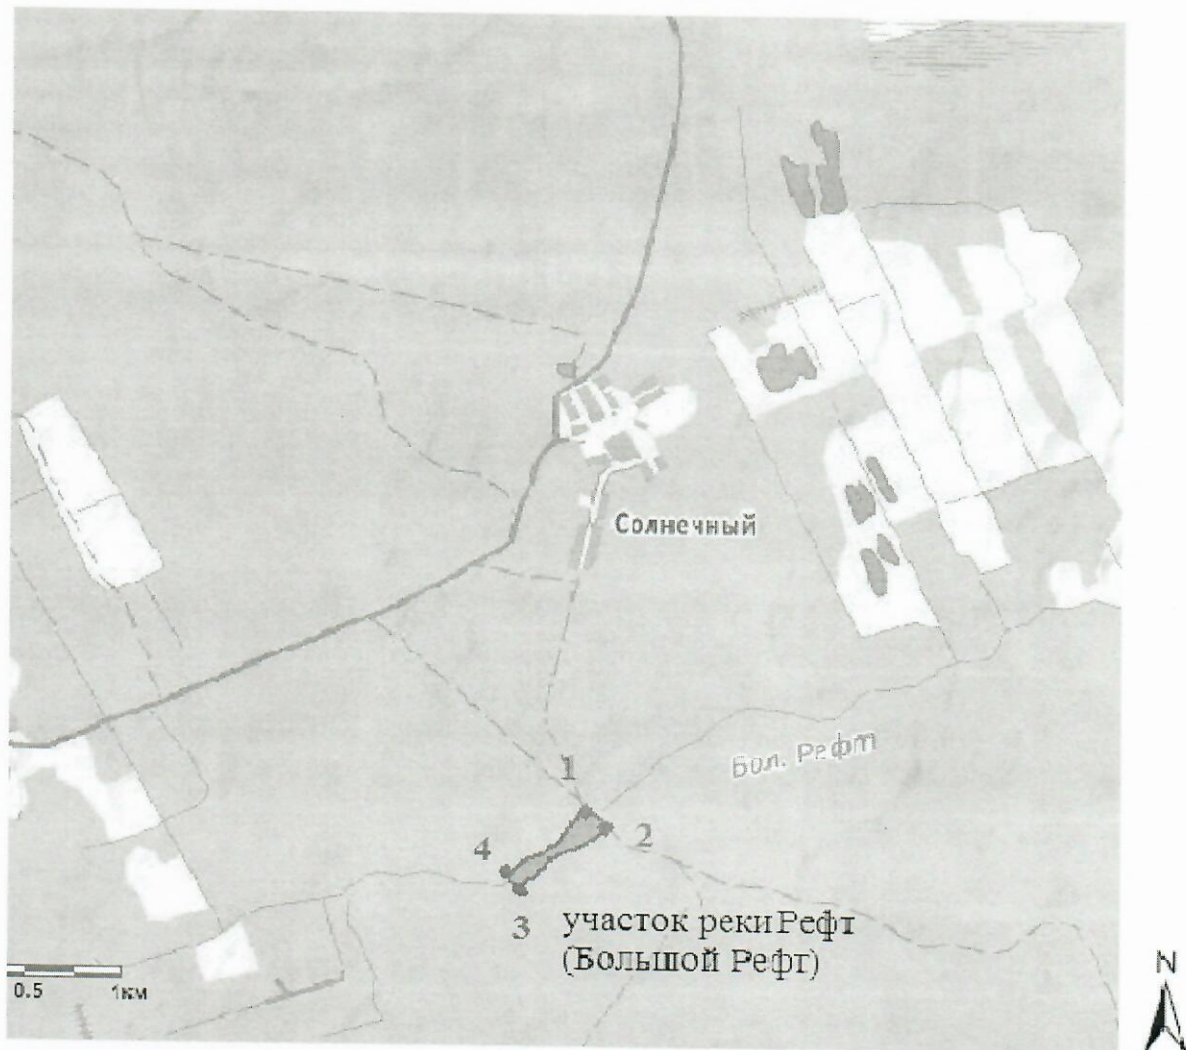 Солнечный
Бол. Рефт
1
2
4
3
участок реки Рефт
(Большой Рефт)
0.5 1км
N